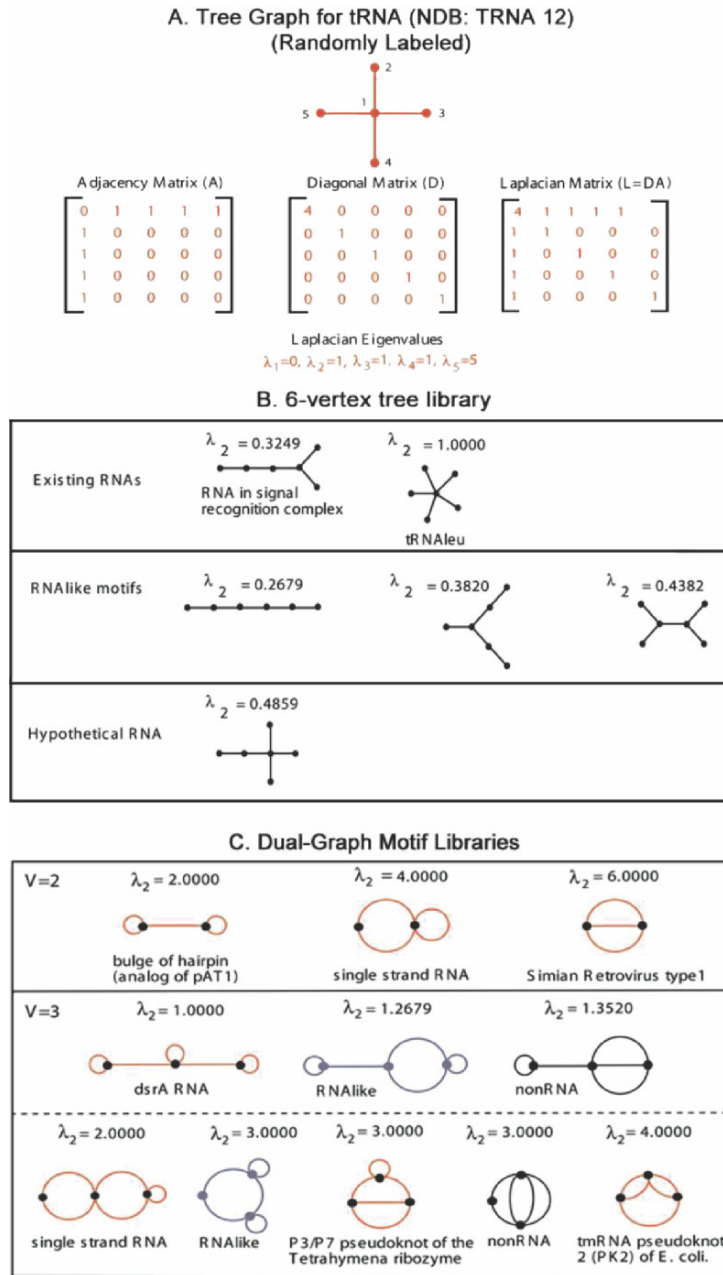 A. Tree Graph for tRNA (NDB: TRNA 12)
(Randomly Labeled)
2
1
5
3
4
Adjacency Matrix (A)
0 1 1 1 1
1 0 0 0 0
1 0 0 0 0
1 0 0 0 0
1 0 0 0 0
Diagonal Matrix (D)
4 0 0 0 0
0 1 0 0 0
0 0 1 0 0
0 0 0 1 0
0 0 0 0 1
Laplacian Matrix (L=DA)
4 1 1 1 1
1 1 0 0 0
1 0 1 0 0
1 0 0 1 0
1 0 0 0 1
Laplacian Eigenvalues
λ1=0, λ2=1, λ3=1, λ4=1, λ5=5
B. 6-vertex tree library
Existing RNAs
λ2 = 0.3249
RNA in signal
recognition complex
λ2 = 1.0000
tRNAleu
RNAlike motifs
λ2 = 0.2679
λ2 = 0.3820
λ2 = 0.4382
Hypothetical RNA
λ2 = 0.4859
C. Dual-Graph Motif Libraries
V=2
λ2 = 2.0000
bulge of hairpin
(analog of pAT1)
λ2 = 4.0000
single strand RNA
λ2 = 6.0000
Simian Retrovirus type1
V=3
λ2=1.0000
dsrA RNA
λ2=1.2679
RNAlike
λ2=1.3520
nonRNA
λ2=2.0000
single strand RNA
λ2=3.0000
RNAlike
λ2=3.0000
P3/P7 pseudoknot of the
Tetrahymena ribozyme
λ2=3.0000
nonRNA
λ2=4.0000
tmRNA pseudoknot
2 (PK2) of E. coli.